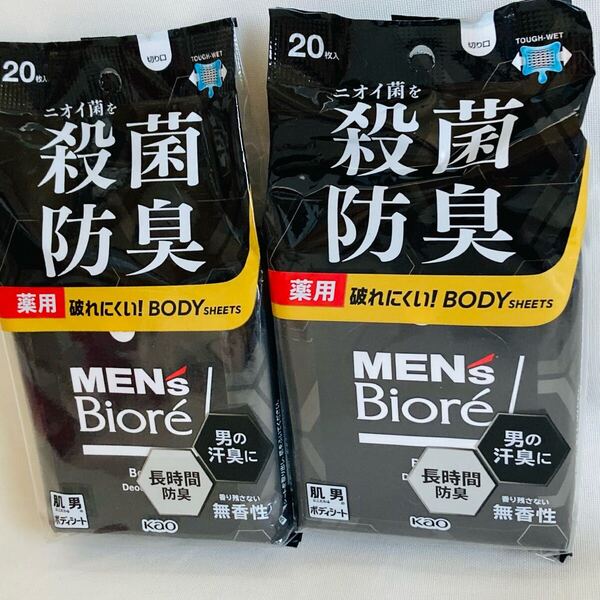 20枚入
切り口
TOUGH-WET
ニオイ菌を
殺菌
防臭
薬用
破れにくい! BODY SHEETS
MEN's
Bioré
男の
汗臭に
長時間
防臭
香り残さない
無香性
肌男
ボディシート
Kao
20枚入
切り口
TOUGH-WET
ニオイ菌を
殺菌
防臭
薬用
破れにくい! BODY SHEETS
MEN's
Bioré
男の
汗臭に
長時間
防臭
香り残さない
無香性
肌男
ボディシート
Kao